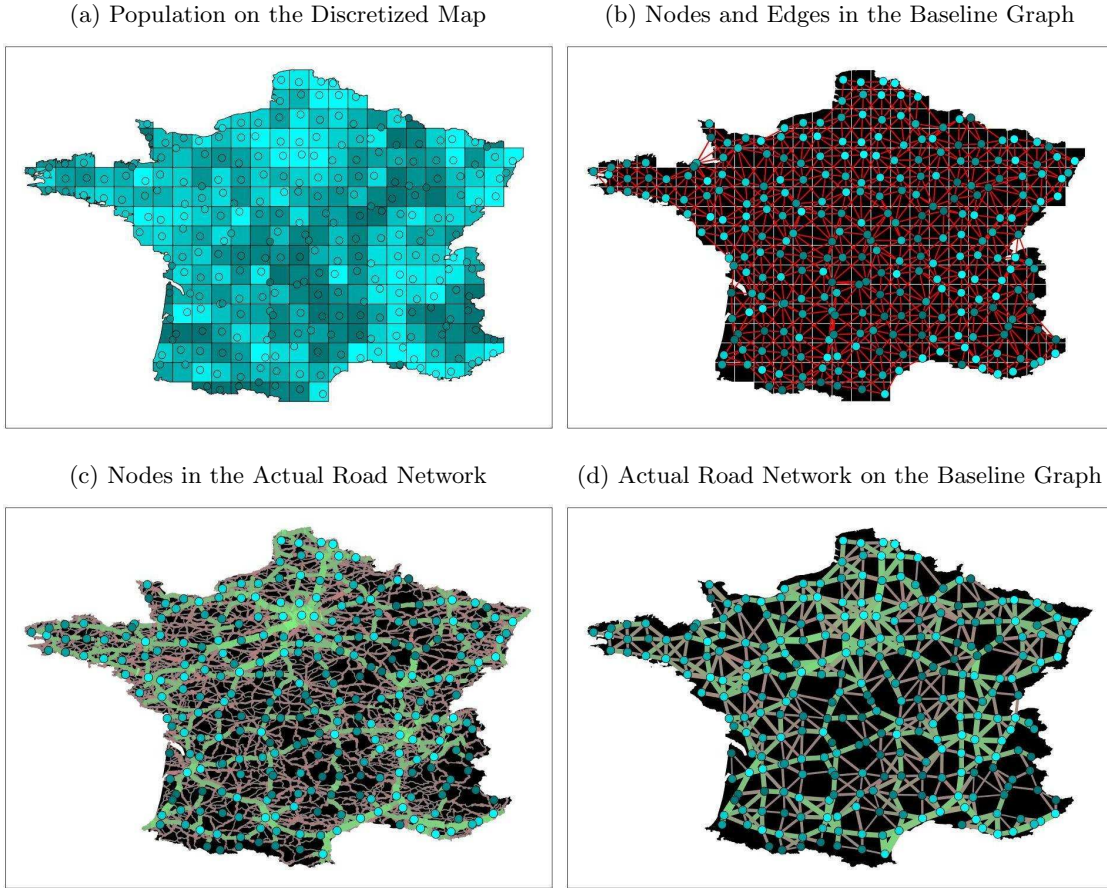 (a) Population on the Discretized Map
(b) Nodes and Edges in the Baseline Graph
(c) Nodes in the Actual Road Network
(d) Actual Road Network on the Baseline Graph